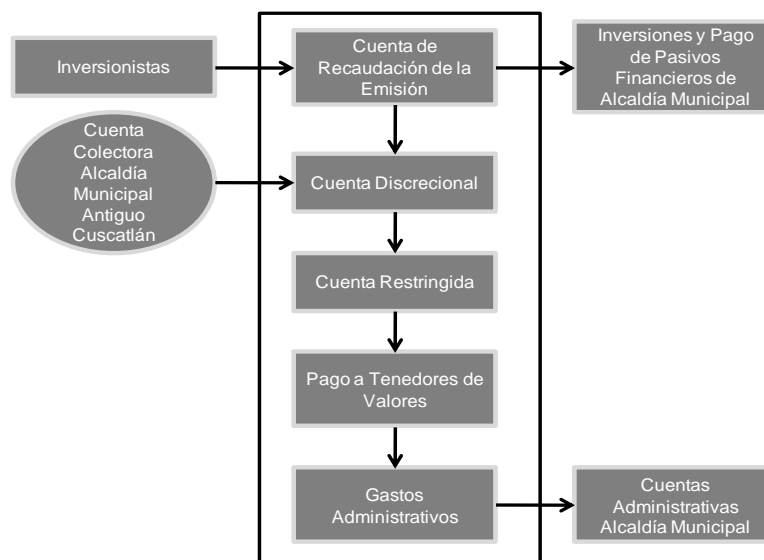 Inversionistas
Cuenta de
Recaudación de la
Emisión
Inversiones y Pago
de Pasivos
Financieros de
Alcaldía Municipal
Cuenta
Colectora
Alcaldía
Municipal
Antiguo
Cuscatlán
Cuenta Discrecional
Cuenta Restringida
Pago a Tenedores de
Valores
Gastos
Administrativos
Cuentas
Administrativas
Alcaldía Municipal